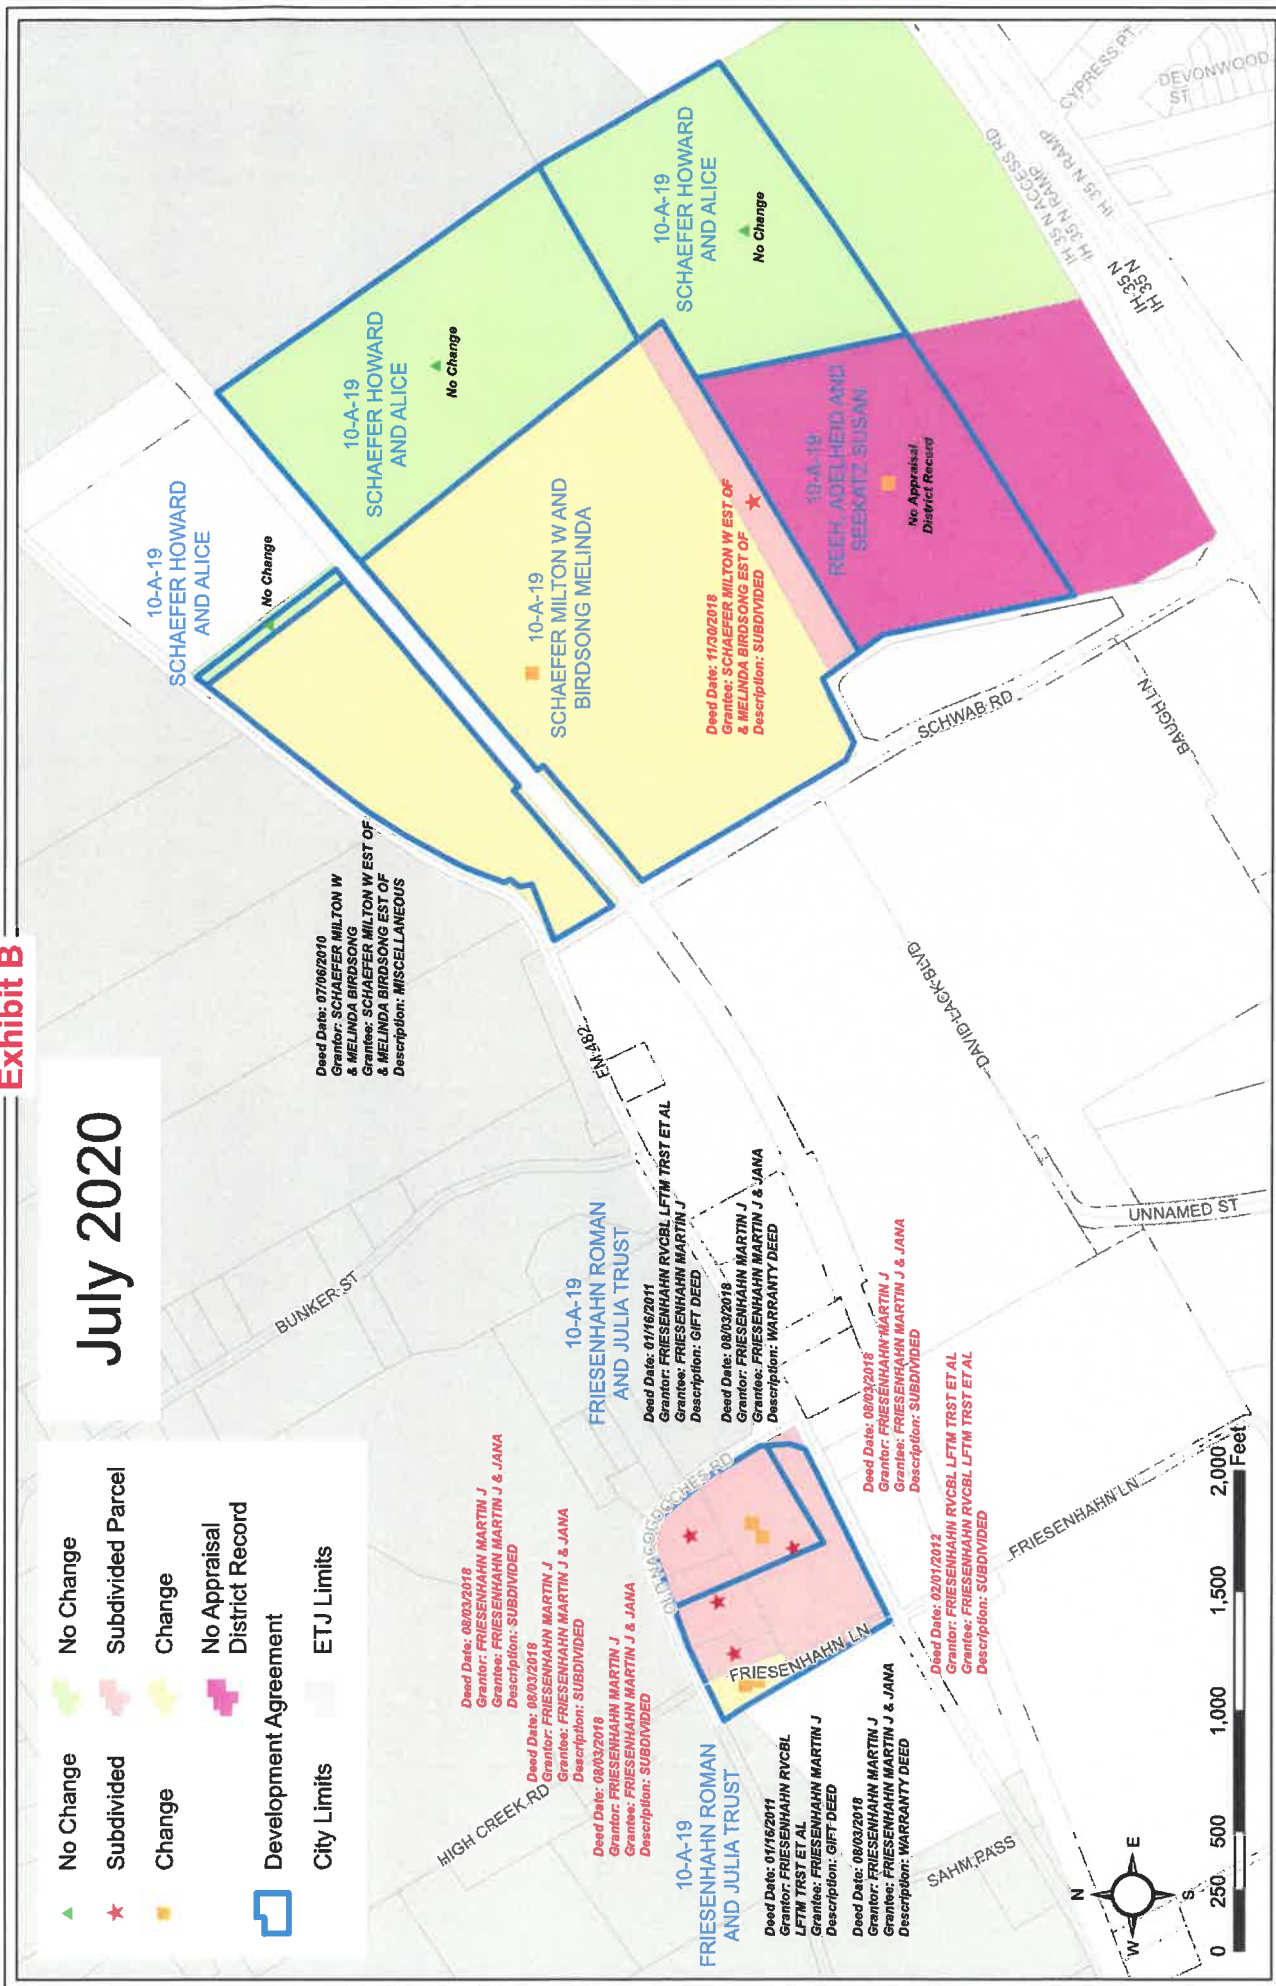 Exhibit B
July 2020
No Change
No Change
Subdivided
Subdivided Parcel
Change
Change
No Appraisal
District Record
Development Agreement
City Limits
ETJ Limits
10-A-19
SCHAEFER HOWARD
AND ALICE
No Change
10-A-19
SCHAEFER HOWARD
AND ALICE
No Change
10-A-19
SCHAEFER HOWARD
AND ALICE
No Change
10-A-19
SCHAEFER MILTON W AND
BIRDSONG MELINDA
10-A-19
REEH, ADELHEID AND
SEEKATZ SUSAN
No Appraisal
District Record
Deed Date: 11/30/2018
Grantee: SCHAEFER MILTON W EST OF
& MELINDA BIRDSONG EST OF
Description: SUBDIVIDED
Deed Date: 07/06/2010
Grantor: SCHAEFER MILTON W
& MELINDA BIRDSONG
Grantee: SCHAEFER MILTON W EST OF
& MELINDA BIRDSONG EST OF
Description: MISCELLANEOUS
10-A-19
FRIESENHAHN ROMAN
AND JULIA TRUST
Deed Date: 01/16/2011
Grantor: FRIESENHAHN RVCBL LFTM TRST ET AL
Grantee: FRIESENHAHN MARTIN J
Description: GIFT DEED
Deed Date: 08/03/2018
Grantor: FRIESENHAHN MARTIN J
Grantee: FRIESENHAHN MARTIN J & JANA
Description: WARRANTY DEED
Deed Date: 08/03/2018
Grantor: FRIESENHAHN MARTIN J
Grantee: FRIESENHAHN MARTIN J & JANA
Description: SUBDIVIDED
Deed Date: 08/03/2018
Grantor: FRIESENHAHN MARTIN J
Grantee: FRIESENHAHN MARTIN J & JANA
Description: SUBDIVIDED
Deed Date: 08/03/2018
Grantor: FRIESENHAHN MARTIN J
Grantee: FRIESENHAHN MARTIN J & JANA
Description: SUBDIVIDED
Deed Date: 08/03/2018
Grantor: FRIESENHAHN MARTIN J
Grantee: FRIESENHAHN MARTIN J & JANA
Description: SUBDIVIDED
Deed Date: 02/01/2012
Grantor: FRIESENHAHN RVCBL LFTM TRST ET AL
Grantee: FRIESENHAHN RVCBL LFTM TRST ET AL
Description: SUBDIVIDED
10-A-19
FRIESENHAHN ROMAN
AND JULIA TRUST
Deed Date: 01/16/2011
Grantor: FRIESENHAHN RVCBL
LFTM TRST ET AL
Grantee: FRIESENHAHN MARTIN J
Description: GIFT DEED
Deed Date: 08/03/2018
Grantor: FRIESENHAHN MARTIN J
Grantee: FRIESENHAHN MARTIN J & JANA
Description: WARRANTY DEED
BUNKER ST
HIGH CREEK RD
OLD NACOGDOCHES RD
FRIESENHAHN LN
FRIESENHAHN LN
SAHM PASS
FM 482
DAVID LACK BLVD
UNNAMED ST
SCHWAB RD
BAUGH LN
CYPRESS PT
DEVONWOOD
ST
IH 35 N ACCESS RD
IH 35 N RAMP
IH 35 N RAMP
IH 35 N
IH 35 N
N
W
E
S
0
250
500
1,000
1,500
2,000
Feet